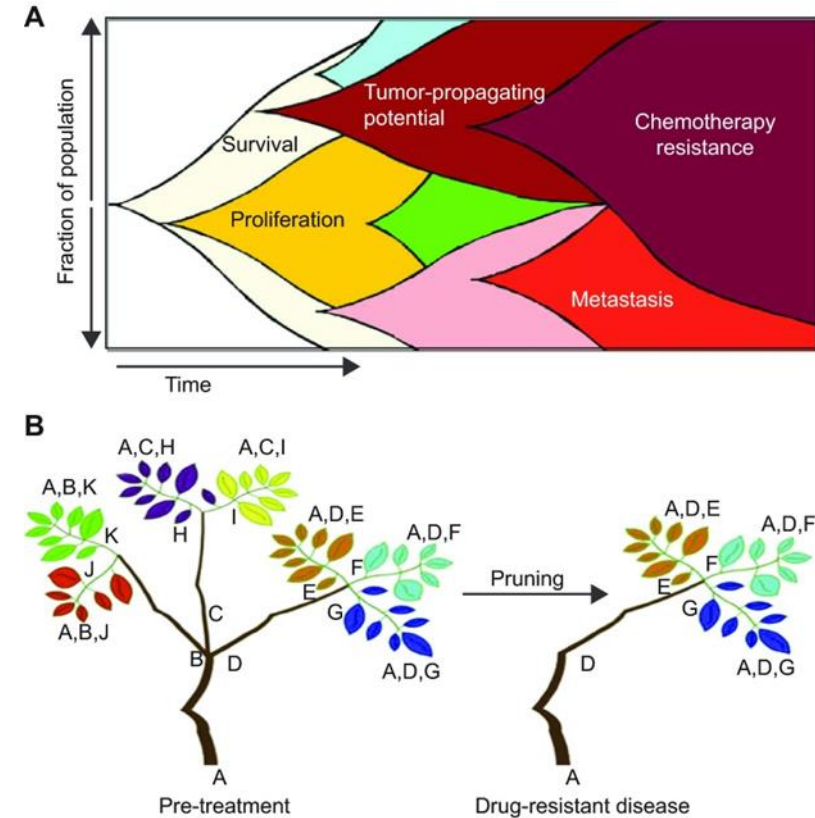 A
Fraction of population
Survival
Proliferation
Tumor-propagating
potential
Chemotherapy
resistance
Metastasis
Time
B
A,B,K
A,C,H
A,C,I
A,D,E
A,D,F
K
J
H
I
F
E
G
A,B,J
C
B
D
A,D,G
A
Pre-treatment
Pruning
A,D,E
A,D,F
F
E
G
A,D,G
D
A
Drug-resistant disease